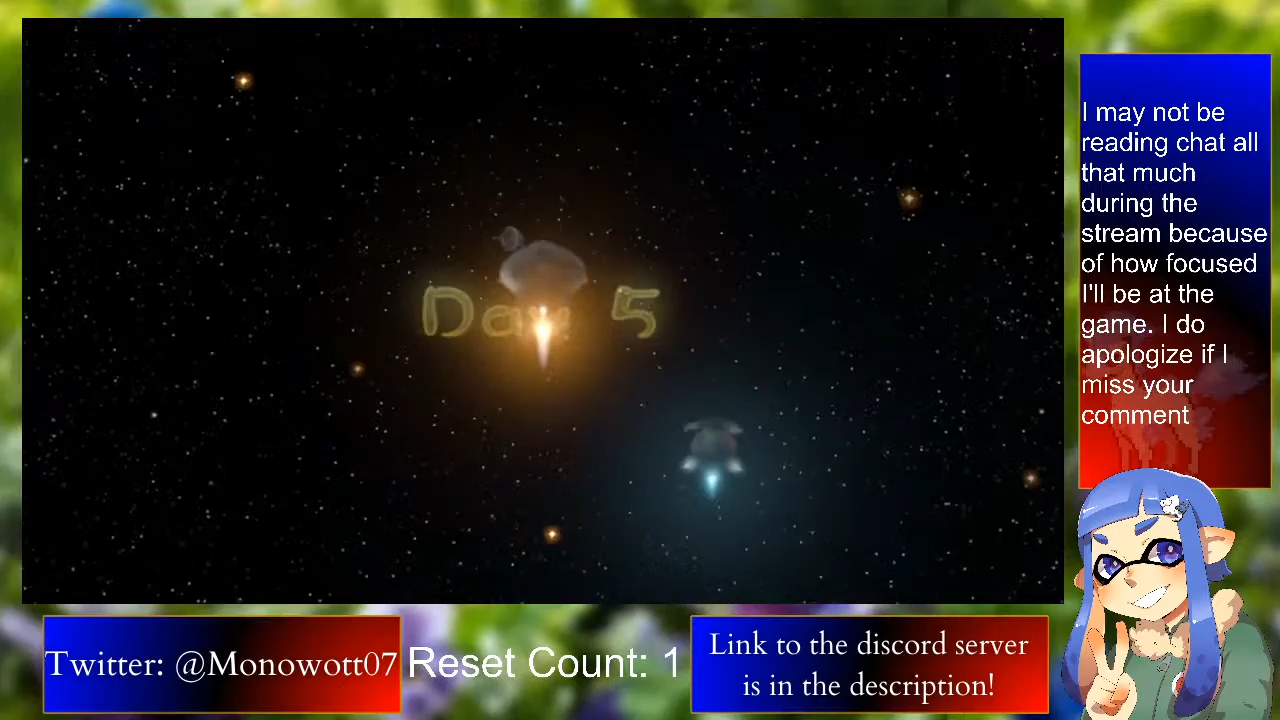 Day 5
I may not be
reading chat all
that much
during the
stream because
of how focused
I'll be at the
game. I do
apologize if I
miss your
comment
Twitter: @Monowott07
Reset Count: 1
Link to the discord server
is in the description!